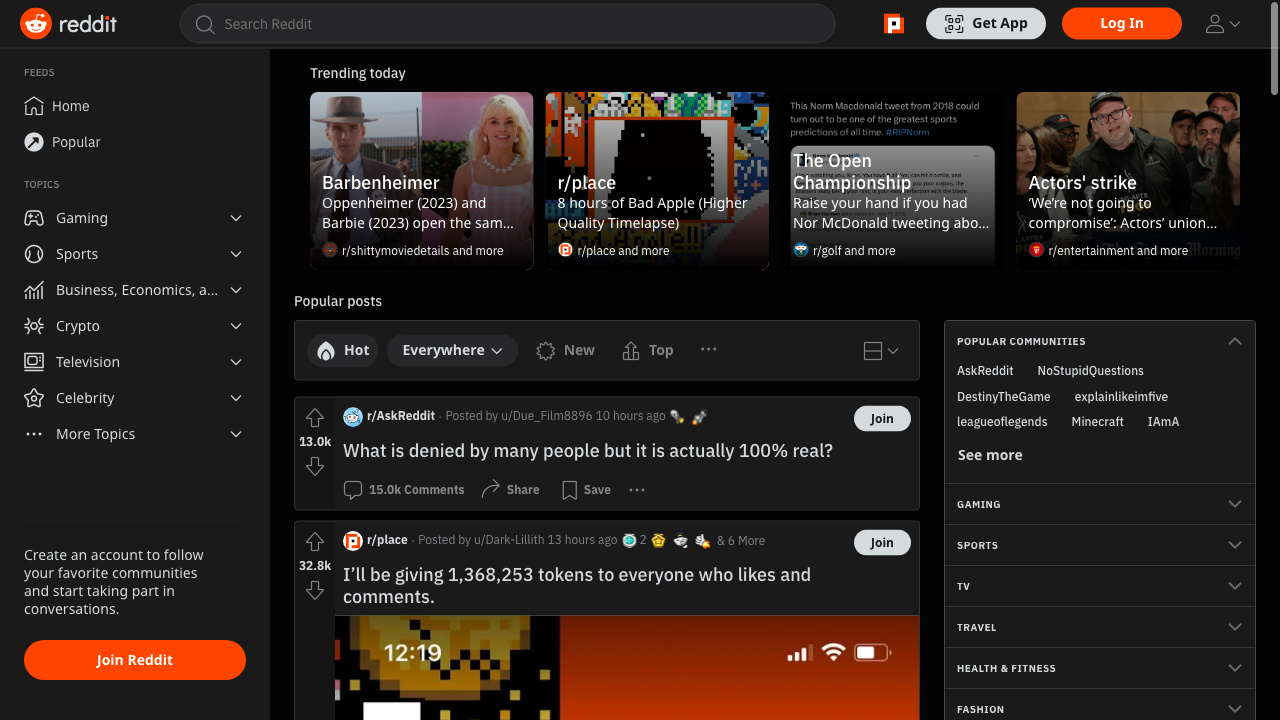 reddit
Search Reddit
Get App
Log In
FEEDS
Home
Popular
TOPICS
Gaming
Sports
Business, Economics, a...
Crypto
Television
Celebrity
More Topics
Create an account to follow
your favorite communities
and start taking part in
conversations.
Join Reddit
Trending today
Barbenheimer
Oppenheimer (2023) and
Barbie (2023) open the sam...
r/shittymoviedetails and more
r/place
8 hours of Bad Apple (Higher
Quality Timelapse)
r/place and more
This Norm Macdonald tweet from 2018 could
turn out to be one of the greatest sports
predictions of all time. #RIPNorm
The Open
Championship
Raise your hand if you had
Nor McDonald tweeting abo...
r/golf and more
Actors' strike
‘We’re not going to
compromise’: Actors’ union...
r/entertainment and more
Popular posts
Hot
Everywhere
New
Top
r/AskReddit · Posted by u/Due_Film8896 10 hours ago
Join
13.0k
What is denied by many people but it is actually 100% real?
15.0k Comments
Share
Save
r/place · Posted by u/Dark-Lillith 13 hours ago 2 & 6 More
Join
32.8k
I’ll be giving 1,368,253 tokens to everyone who likes and
comments.
12:19
POPULAR COMMUNITIES
AskReddit NoStupidQuestions
DestinyTheGame explainlikeimfive
leagueoflegends Minecraft IAmA
See more
GAMING
SPORTS
TV
TRAVEL
HEALTH & FITNESS
FASHION